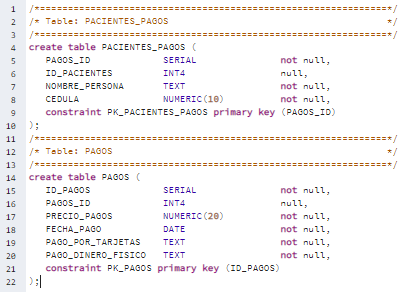 1 /*==============================================================*/
2 /* Table: PACIENTES_PAGOS */
3 /*==============================================================*/
4 create table PACIENTES_PAGOS (
5 PAGOS_ID SERIAL not null,
6 ID_PACIENTES INT4 null,
7 NOMBRE_PERSONA TEXT not null,
8 CEDULA NUMERIC(10) not null,
9 constraint PK_PACIENTES_PAGOS primary key (PAGOS_ID)
10 );
11 /*==============================================================*/
12 /* Table: PAGOS */
13 /*==============================================================*/
14 create table PAGOS (
15 ID_PAGOS SERIAL not null,
16 PAGOS_ID INT4 null,
17 PRECIO_PAGOS NUMERIC(20) not null,
18 FECHA_PAGO DATE not null,
19 PAGO_POR_TARJETAS TEXT not null,
20 PAGO_DINERO_FISICO TEXT not null,
21 constraint PK_PAGOS primary key (ID_PAGOS)
22 );